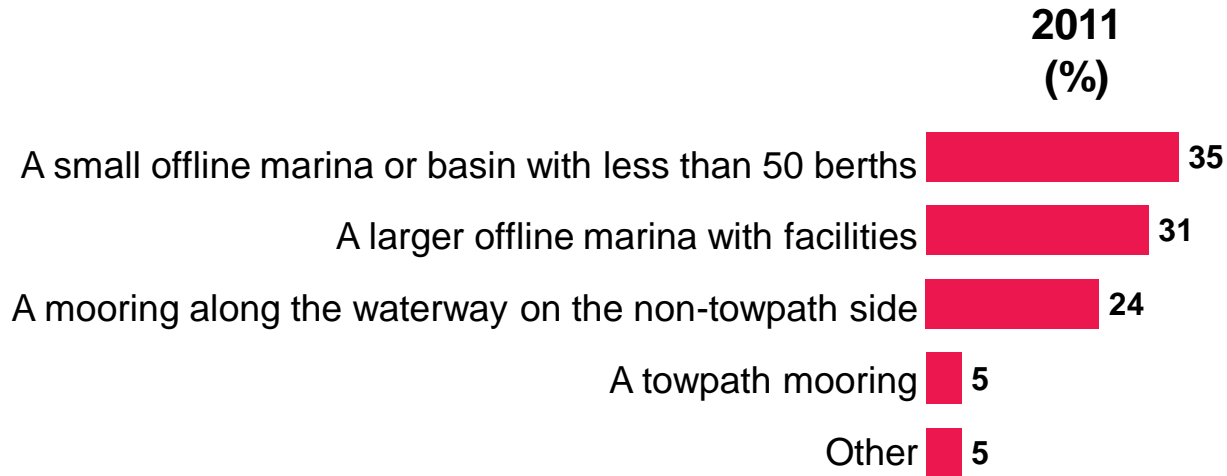 2011
(%)
A small offline marina or basin with less than 50 berths 35
A larger offline marina with facilities 31
A mooring along the waterway on the non-towpath side 24
A towpath mooring 5
Other 5